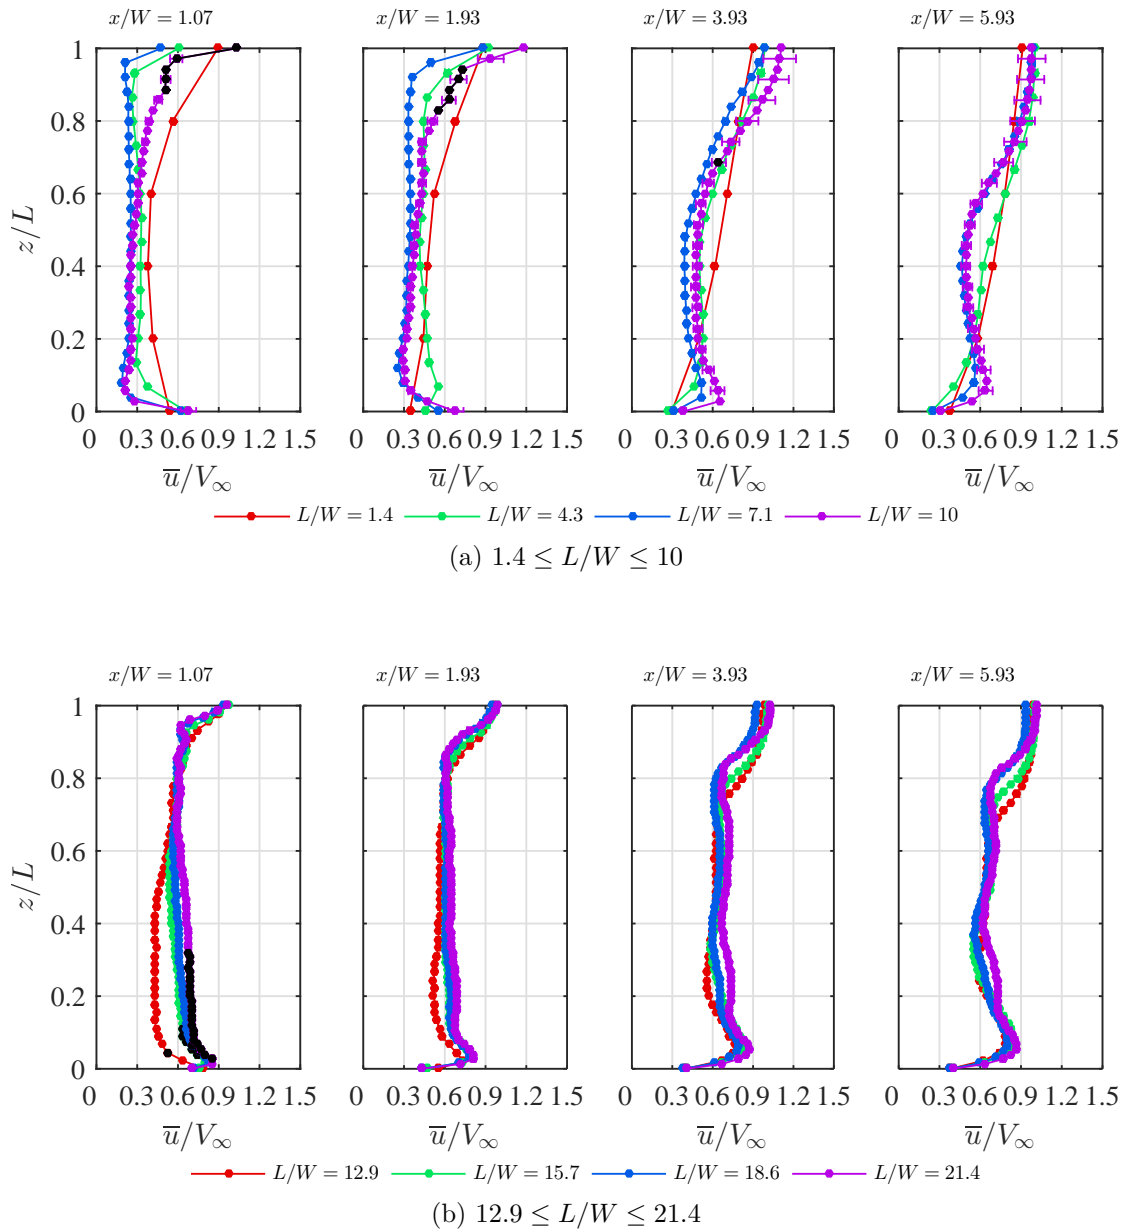 x/W = 1.07 x/W = 1.93 x/W = 3.93 x/W = 5.93
1
0.8
0.6
z/L
0.4
0.2
0
0 0.3 0.6 0.9 1.2 1.5 0 0.3 0.6 0.9 1.2 1.5 0 0.3 0.6 0.9 1.2 1.5 0 0.3 0.6 0.9 1.2 1.5
u̅/V∞ u̅/V∞ u̅/V∞ u̅/V∞
L/W = 1.4 L/W = 4.3 L/W = 7.1 L/W = 10
(a) 1.4 ≤ L/W ≤ 10
x/W = 1.07 x/W = 1.93 x/W = 3.93 x/W = 5.93
1
0.8
0.6
z/L
0.4
0.2
0
0 0.3 0.6 0.9 1.2 1.5 0 0.3 0.6 0.9 1.2 1.5 0 0.3 0.6 0.9 1.2 1.5 0 0.3 0.6 0.9 1.2 1.5
u̅/V∞ u̅/V∞ u̅/V∞ u̅/V∞
L/W = 12.9 L/W = 15.7 L/W = 18.6 L/W = 21.4
(b) 12.9 ≤ L/W ≤ 21.4